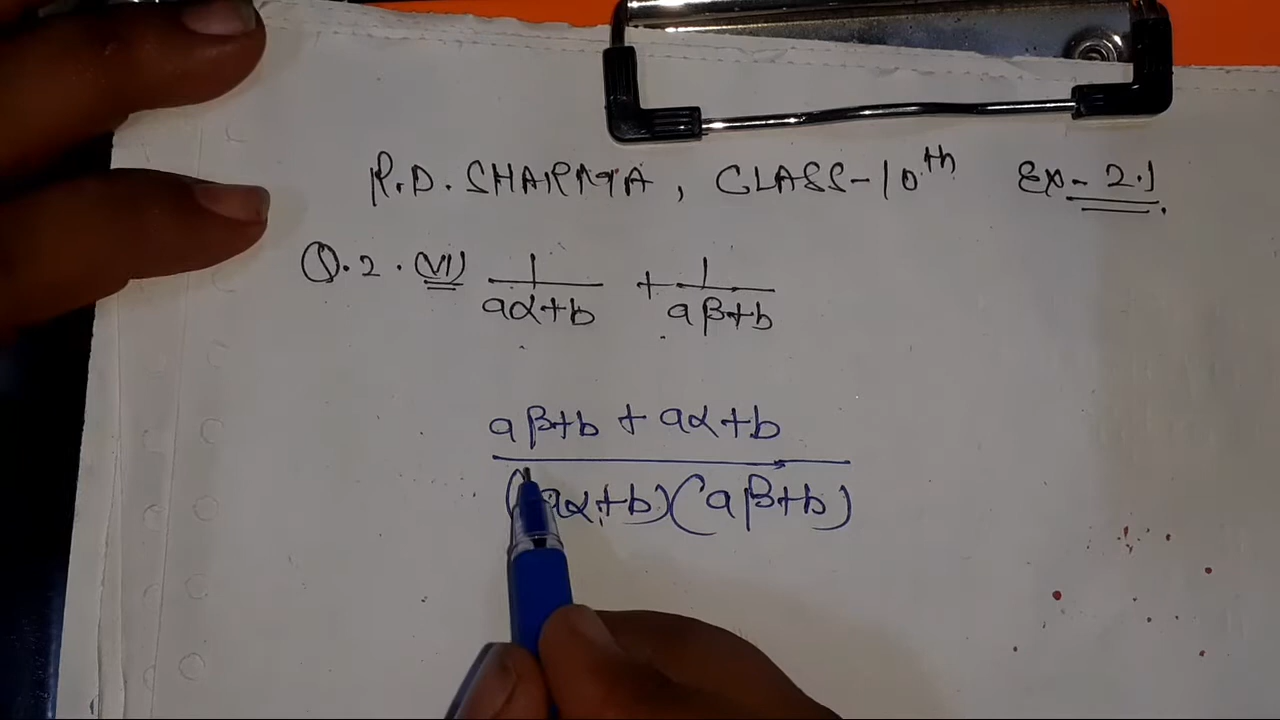 R.D. SHARMA, CLASS-10th Ex- 2.1.
Q.2. (VI) 1/(aα+b) + 1/(aβ+b)
aβ+b + aα+b
(aα+b)(aβ+b)